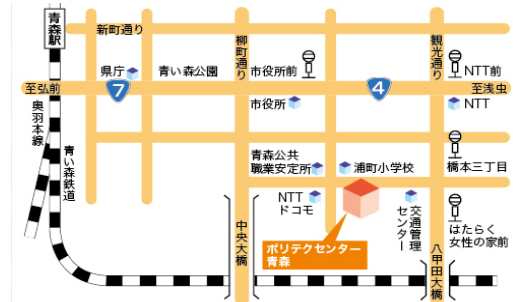 青森駅
新町通り
柳町通り
観光通り
県庁
青い森公園
市役所前
NTT前
至弘前
7
4
至浅虫
市役所
NTT
奥羽本線
青い森鉄道
青森公共
職業安定所
浦町小学校
橋本三丁目
NTT
ドコモ
交通管理
センター
はたらく
女性の家前
中央大橋
ポリテクセンター
青森
八甲田大橋